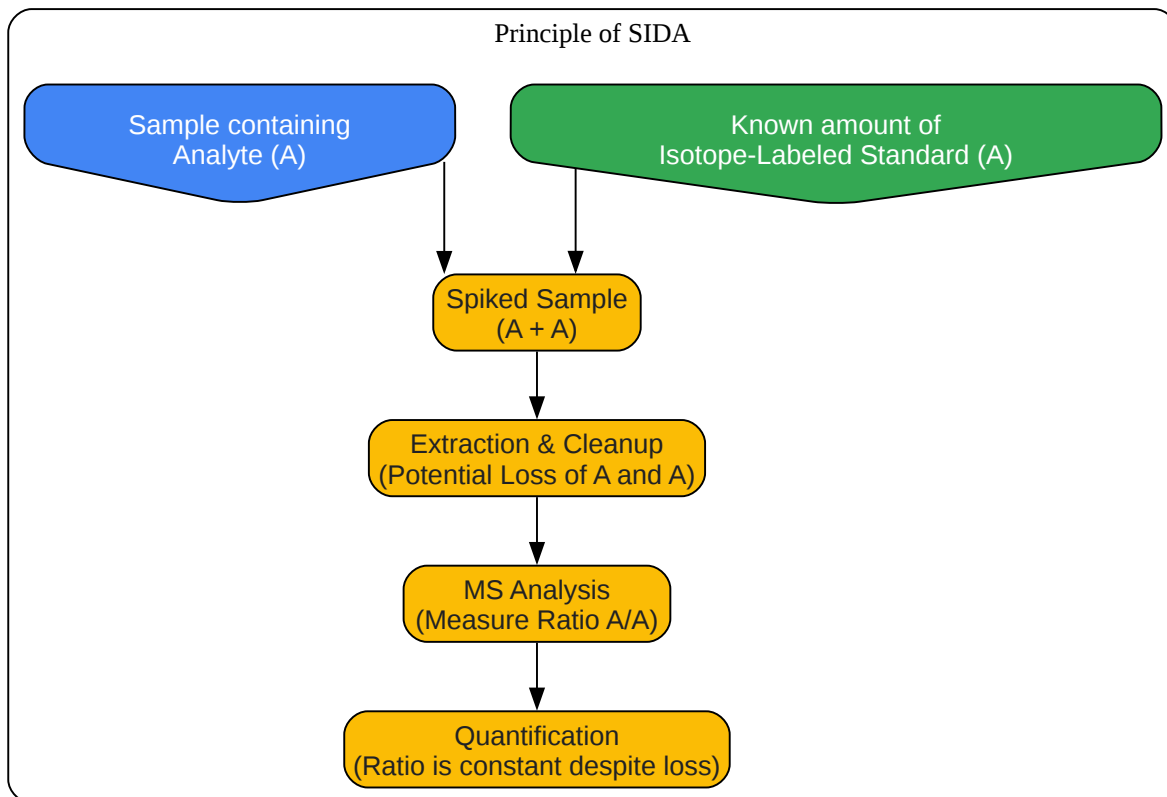 Principle of SIDA
Sample containing
Analyte (A)
Known amount of
Isotope-Labeled Standard (A)
Spiked Sample
(A + A)
Extraction & Cleanup
(Potential Loss of A and A)
MS Analysis
(Measure Ratio A/A)
Quantification
(Ratio is constant despite loss)